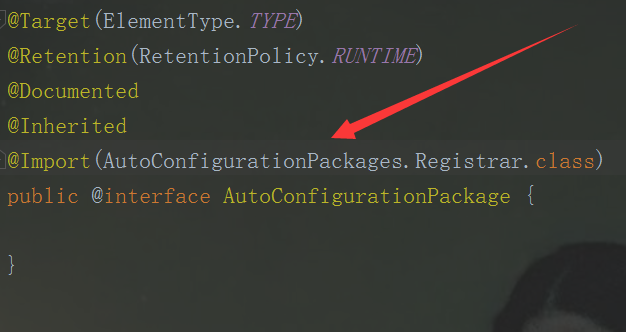 @Target(ElementType.TYPE)
@Retention(RetentionPolicy.RUNTIME)
@Documented
@Inherited
@Import(AutoConfigurationPackages.Registrar.class)
public @interface AutoConfigurationPackage {
}